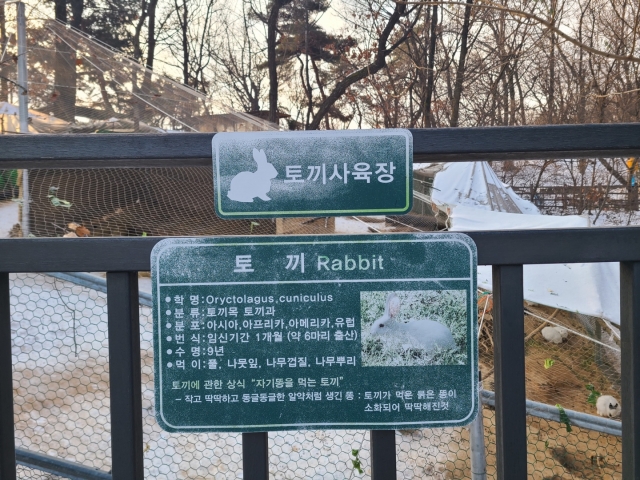 토끼사육장
토 끼 Rabbit
• 학 명 : Oryctolagus,cuniculus
• 분 류 : 토끼목 토끼과
• 분 포 : 아시아,아프리카,아메리카,유럽
• 번 식 : 임신기간 1개월 (약 6마리 출산)
• 수 명 : 9년
• 먹 이 : 풀, 나뭇잎, 나무껍질, 나무뿌리
토끼에 관한 상식 “자기똥을 먹는 토끼”
– 작고 딱딱하고 동글동글한 알약처럼 생긴 똥 : 토끼가 먹은 묽은 똥이
소화되어 딱딱해진것